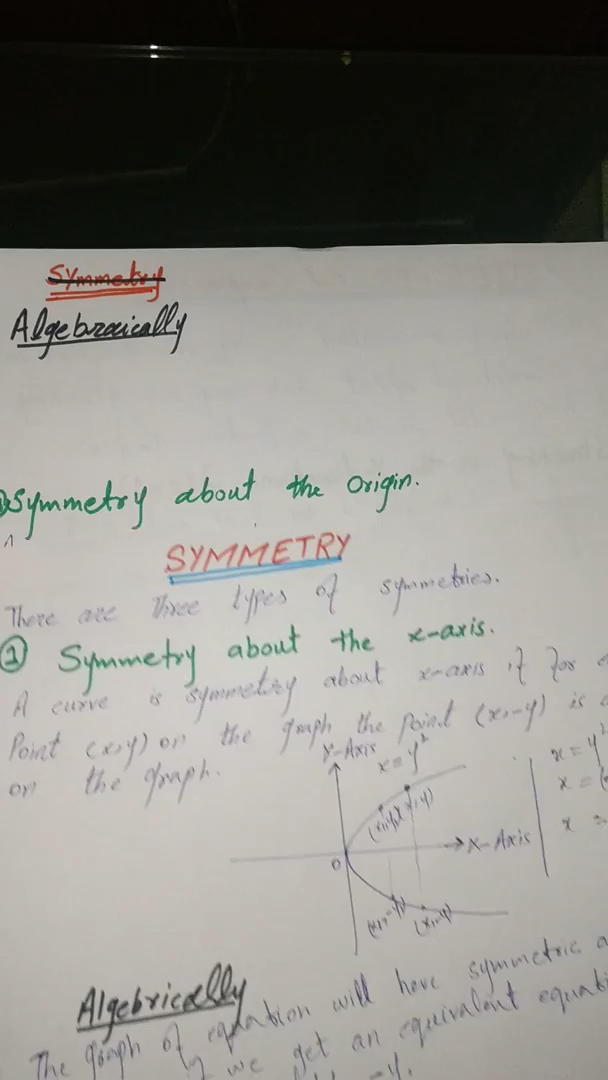 Symmetry
Algebraically
Symmetry about the Origin.
SYMMETRY
There are three types of symmetries.
① Symmetry about the x-axis.
A curve is symmetry about x-axis if for
Point (x,y) on the graph the point (x,-y) is
on the graph.
Y-Axis
x=y²
x = y²
x =
x =
(x,y)
X-Axis
O
(x,-y)
(x,-y)
Algebrically
The graph of equation will have symmetric
if we get an equivalent